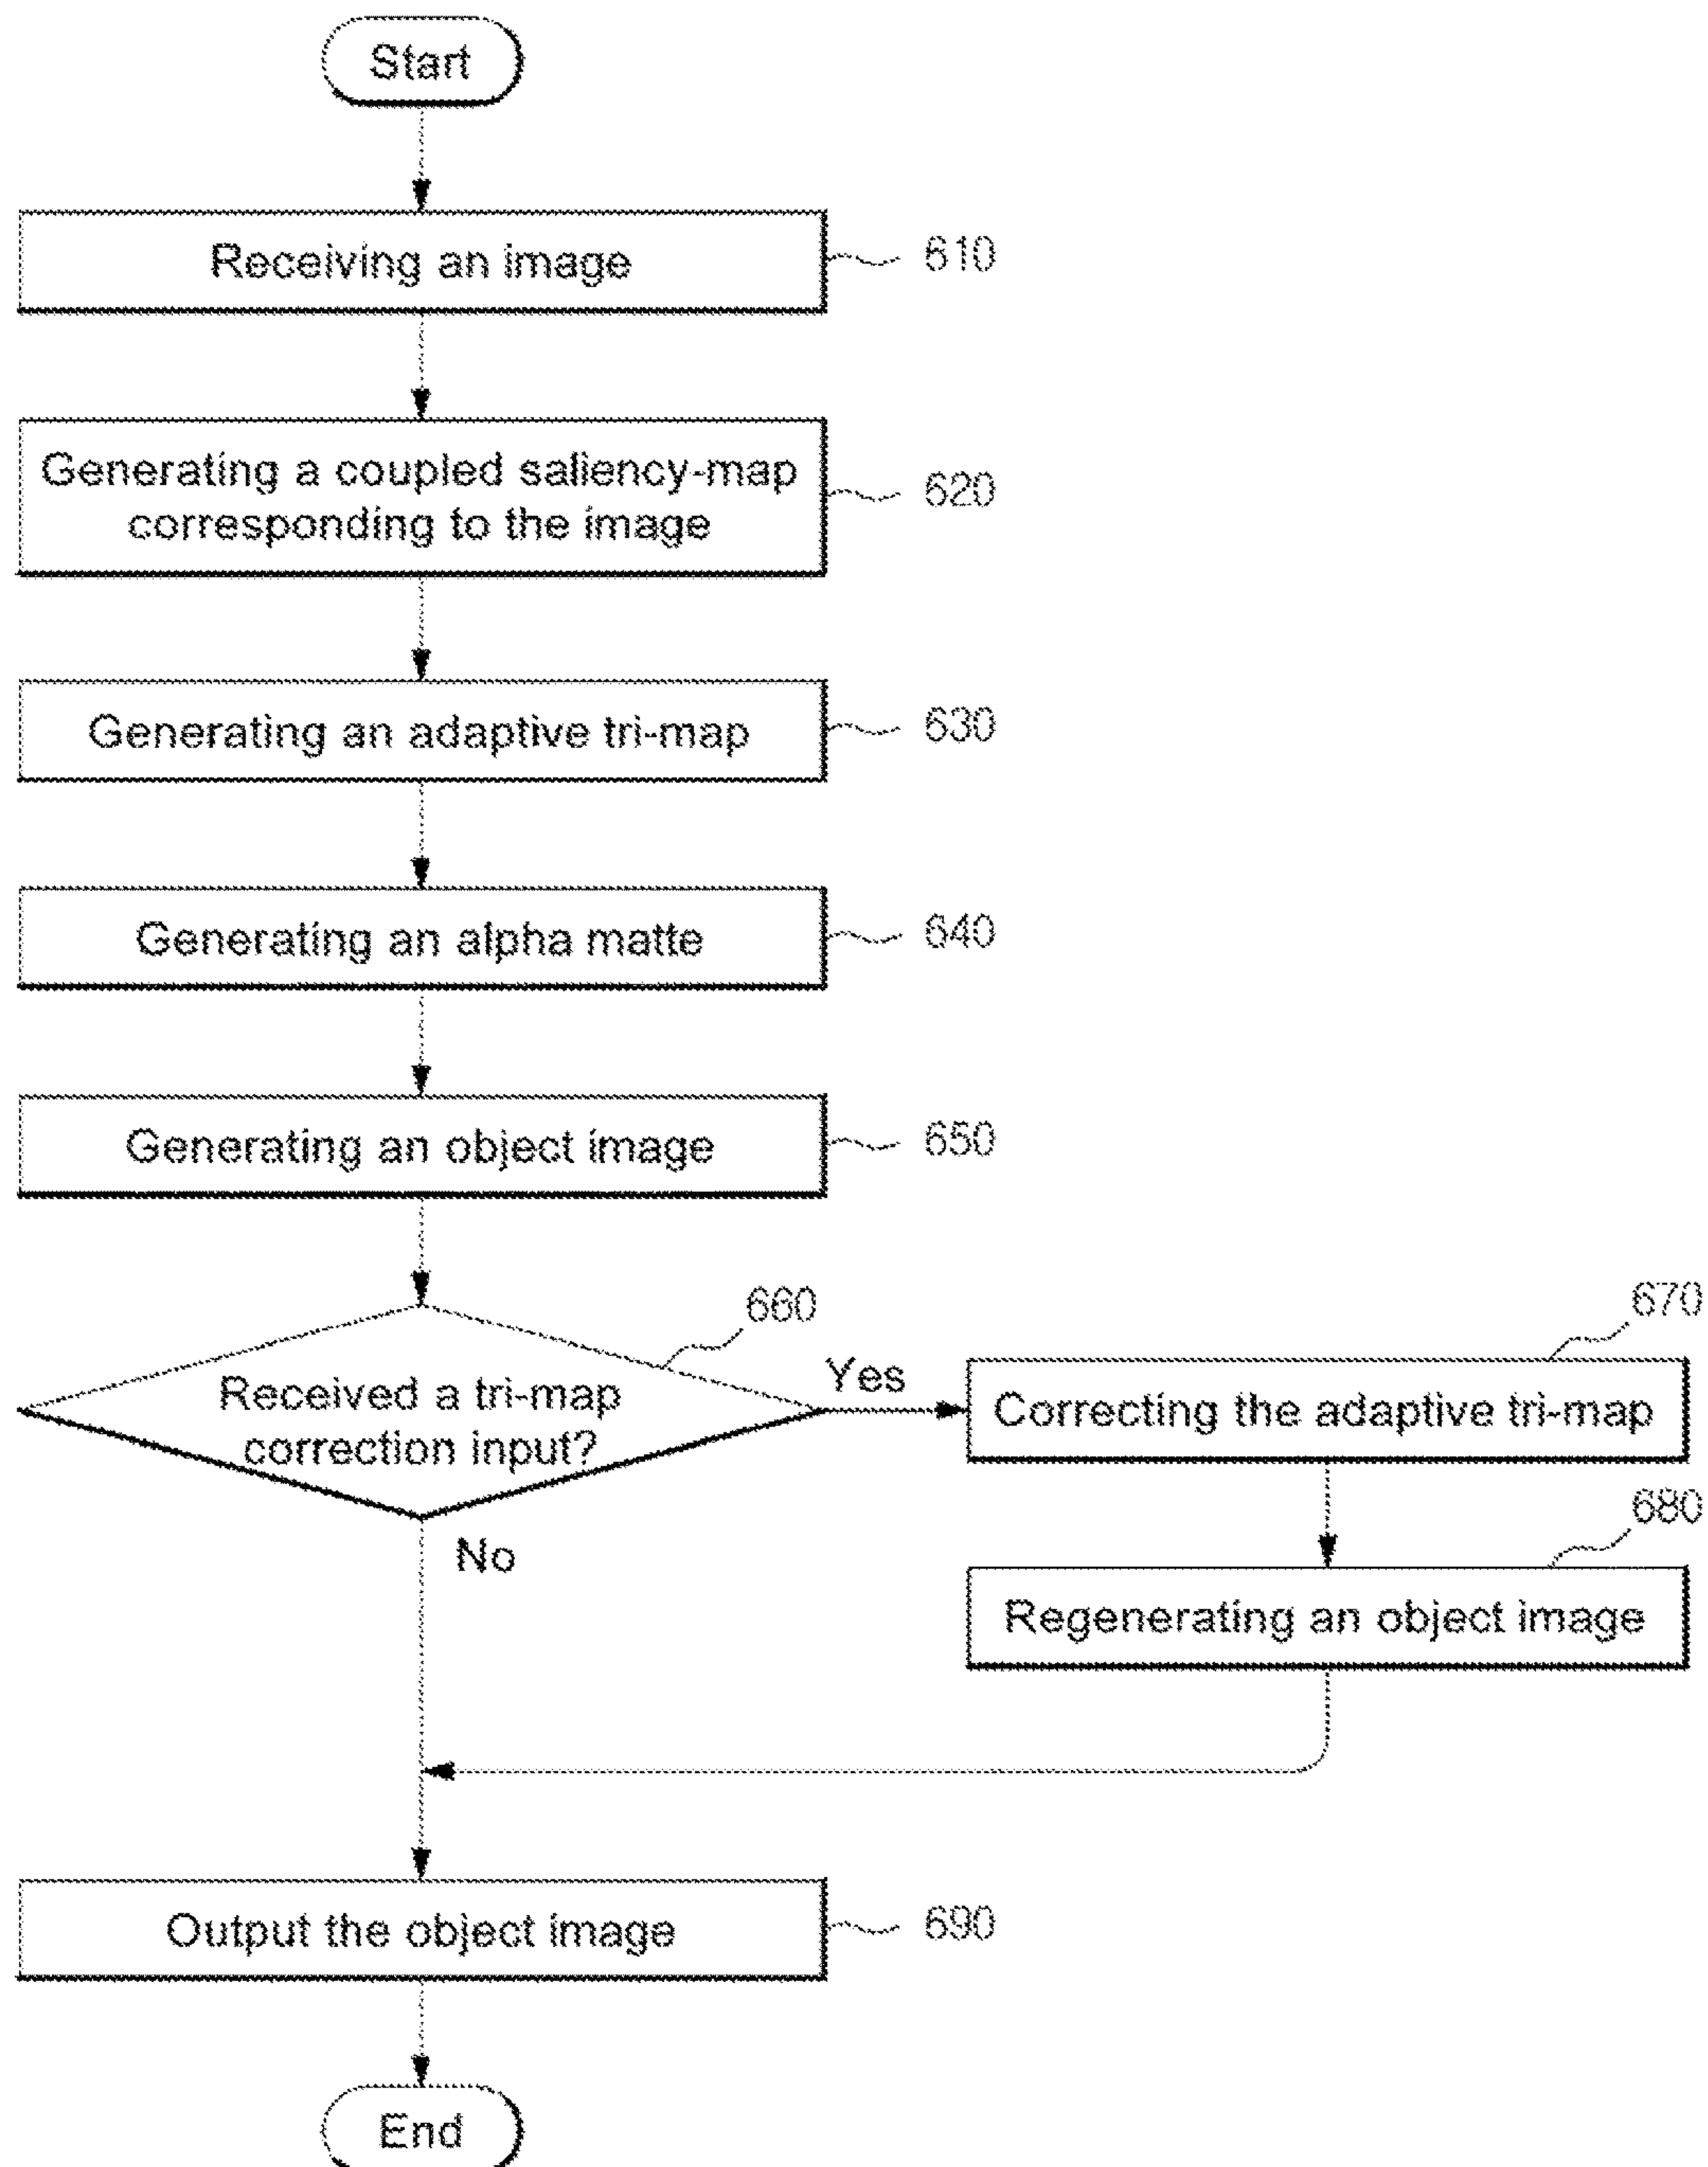 Start
Receiving an image
610
Generating a coupled saliency-map
corresponding to the image
620
Generating an adaptive tri-map
630
Generating an alpha matte
640
Generating an object image
650
660
Received a tri-map
correction input?
Yes
No
670
Correcting the adaptive tri-map
680
Regenerating an object image
Output the object image
690
End